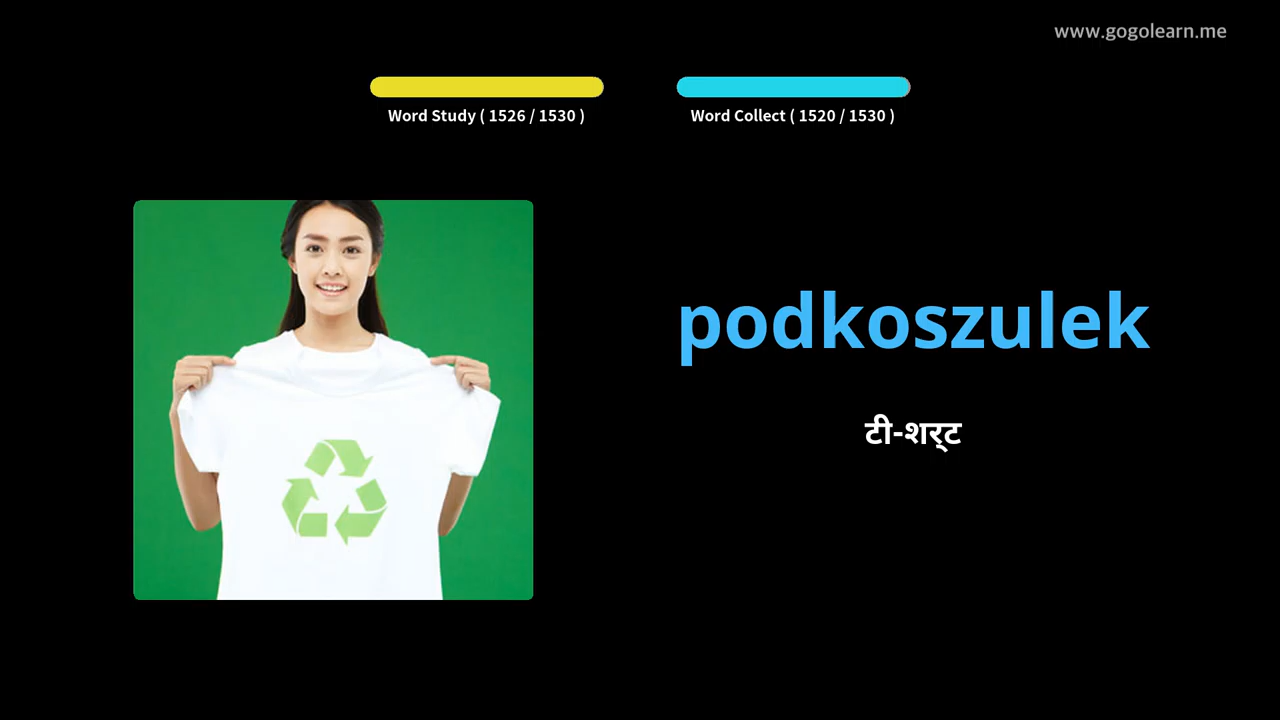 www.gogolearn.me
Word Study ( 1526 / 1530 )
Word Collect ( 1520 / 1530 )
podkoszulek
टी-शर्ट